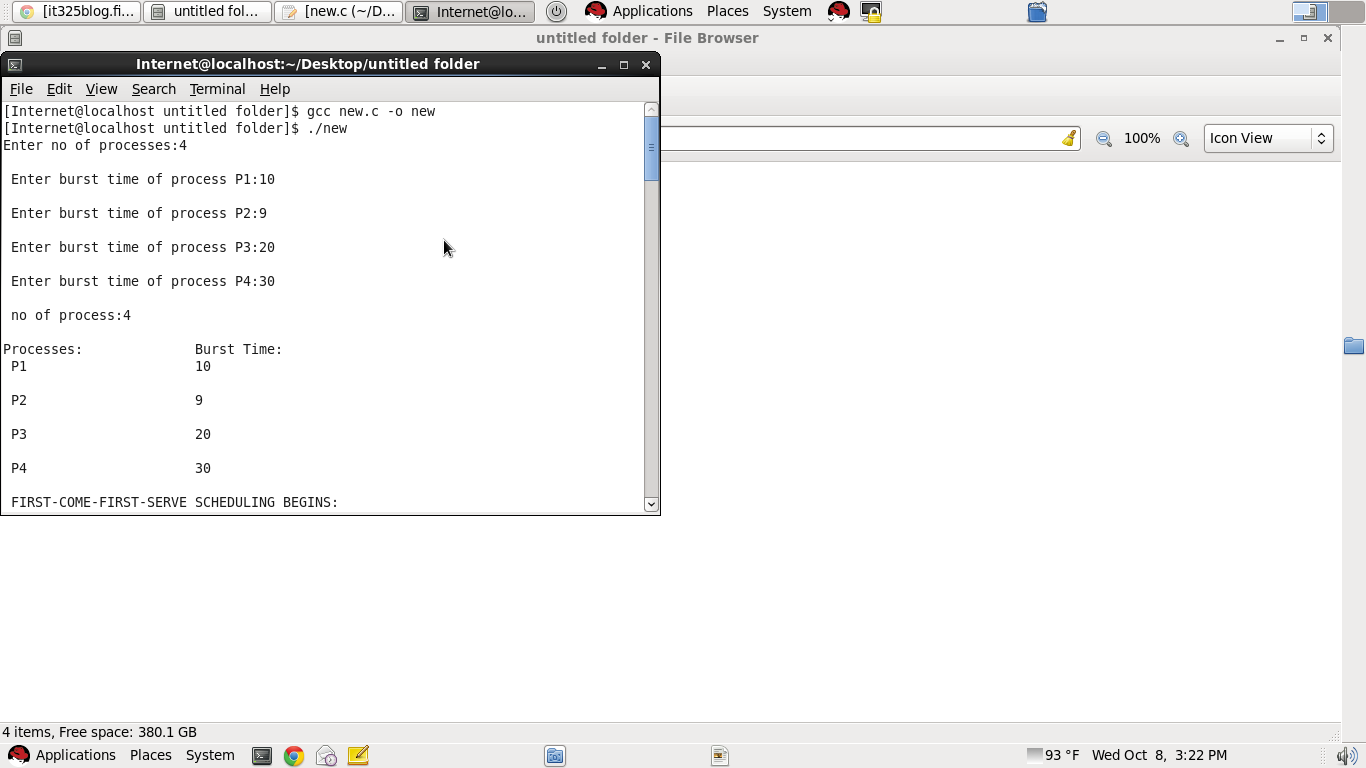 [it325blog.fi...
untitled fol...
[new.c (~/D...
Internet@lo...
Applications
Places
System
untitled folder - File Browser
Internet@localhost:~/Desktop/untitled folder
File Edit View Search Terminal Help
[Internet@localhost untitled folder]$ gcc new.c -o new
[Internet@localhost untitled folder]$ ./new
Enter no of processes:4
Enter burst time of process P1:10
Enter burst time of process P2:9
Enter burst time of process P3:20
Enter burst time of process P4:30
no of process:4
Processes: Burst Time:
P1 10
P2 9
P3 20
P4 30
FIRST-COME-FIRST-SERVE SCHEDULING BEGINS:
100%
Icon View
4 items, Free space: 380.1 GB
Applications Places System
93 °F
Wed Oct 8, 3:22 PM